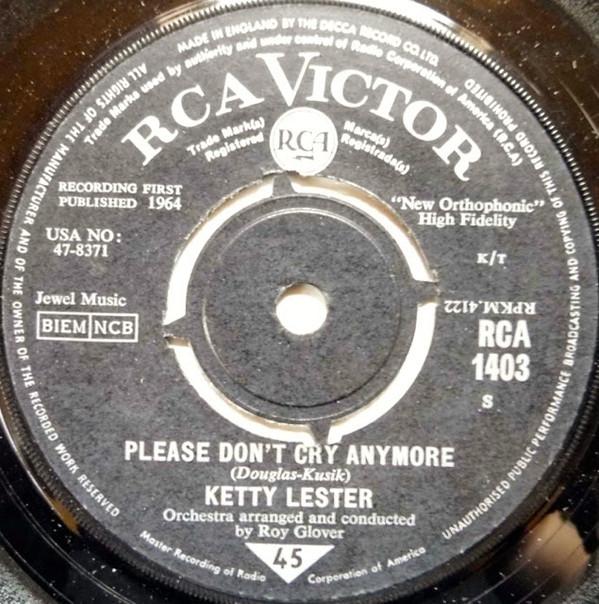 MADE IN ENGLAND BY THE DECCA RECORD CO. LTD.
ALL RIGHTS OF THE MANUFACTURER AND OF THE OWNER OF THE RECORDED WORK RESERVED
UNAUTHORISED PUBLIC PERFORMANCE BROADCASTING AND COPYING OF THIS RECORD PROHIBITED
Trade Marks used by authority and under control of Radio Corporation of America (R.C.A)
RCA VICTOR
Trade Mark(s)
Registered
RCA
Marca(s)
Registrada(s)
RECORDING FIRST
PUBLISHED 1964
"New Orthophonic"
High Fidelity
USA NO:
47-8371
K/T
Jewel Music
BIEM NCB
RPKM.4122
RCA
1403
S
PLEASE DON'T CRY ANYMORE
(Douglas-Kusik)
KETTY LESTER
Orchestra arranged and conducted
by Roy Glover
45
Master Recording of Radio Corporation of America